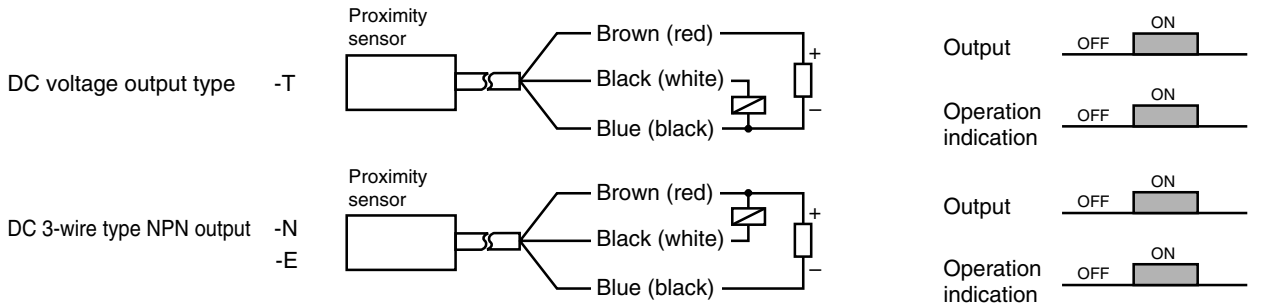 Proximity
sensor
DC voltage output type -T
Brown (red)
Black (white)
Blue (black)
+
–
Output OFF ON
Operation
indication OFF ON
Proximity
sensor
DC 3-wire type NPN output -N
-E
Brown (red)
Black (white)
Blue (black)
+
–
Output OFF ON
Operation
indication OFF ON